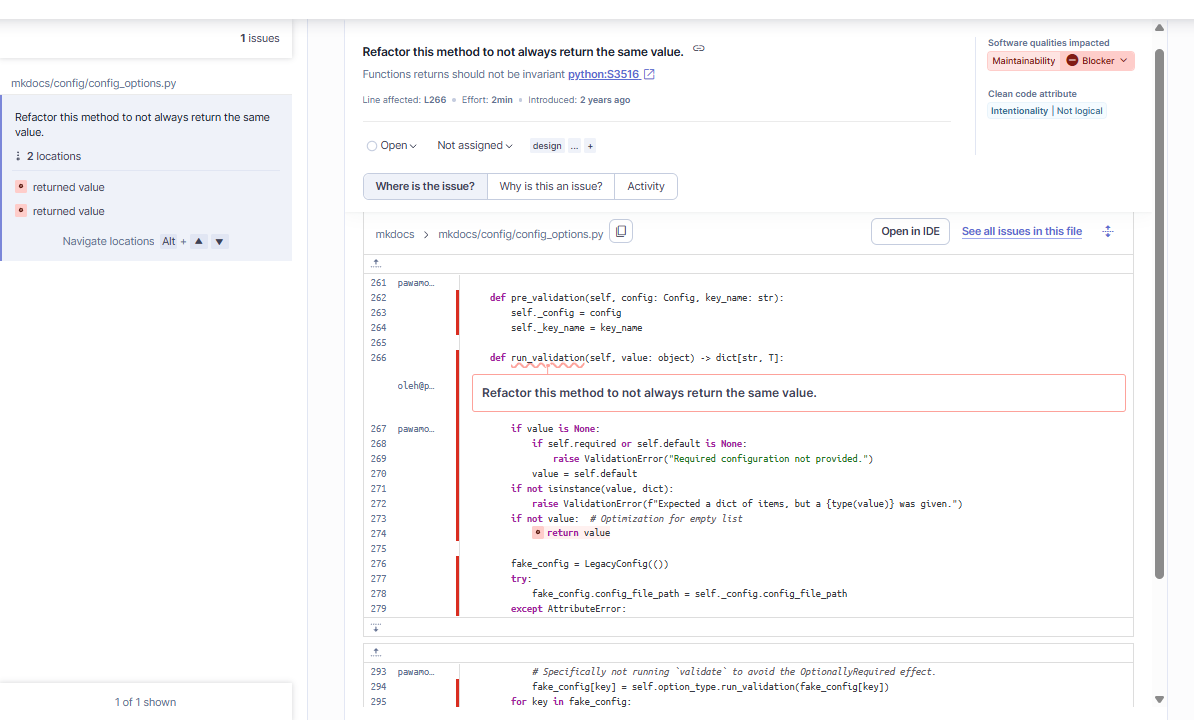 1 issues
mkdocs/config/config_options.py
Refactor this method to not always return the same
value.
2 locations
returned value
returned value
Navigate locations Alt + ▲ ▼
1 of 1 shown
Refactor this method to not always return the same value.
Functions returns should not be invariant python:S3516
Line affected: L266 • Effort: 2min • Introduced: 2 years ago
Open Not assigned design ... +
Software qualities impacted
Maintainability Blocker
Clean code attribute
Intentionality | Not logical
Where is the issue? Why is this an issue? Activity
mkdocs > mkdocs/config/config_options.py Open in IDE See all issues in this file
261 pawamo…
262 def pre_validation(self, config: Config, key_name: str):
263 self._config = config
264 self._key_name = key_name
265
266 def run_validation(self, value: object) -> dict[str, T]:
oleh@p…
Refactor this method to not always return the same value.
267 pawamo… if value is None:
268 if self.required or self.default is None:
269 raise ValidationError("Required configuration not provided.")
270 value = self.default
271 if not isinstance(value, dict):
272 raise ValidationError(f"Expected a dict of items, but a {type(value)} was given.")
273 if not value:  # Optimization for empty list
274 return value
275
276 fake_config = LegacyConfig(())
277 try:
278 fake_config.config_file_path = self._config.config_file_path
279 except AttributeError:
293 pawamo… # Specifically not running `validate` to avoid the OptionallyRequired effect.
294 fake_config[key] = self.option_type.run_validation(fake_config[key])
295 for key in fake_config: